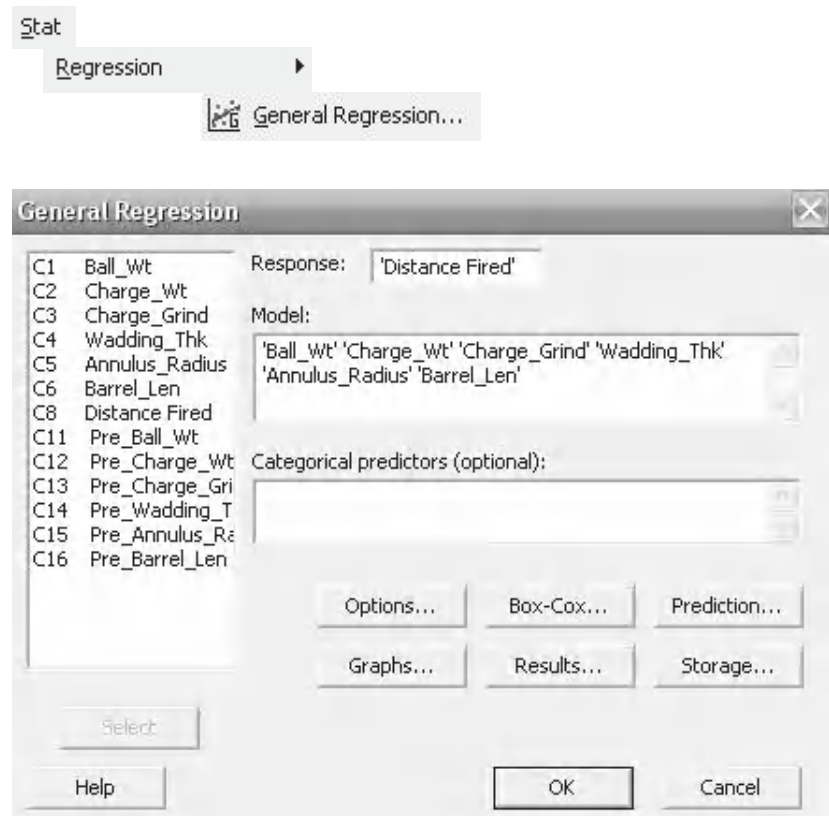 Stat
Regression
General Regression...
General Regression
C1 Ball_Wt
C2 Charge_Wt
C3 Charge_Grind
C4 Wadding_Thk
C5 Annulus_Radius
C6 Barrel_Len
C8 Distance Fired
C11 Pre_Ball_Wt
C12 Pre_Charge_Wt
C13 Pre_Charge_Gri
C14 Pre_Wadding_T
C15 Pre_Annulus_Ra
C16 Pre_Barrel_Len
Response: 'Distance Fired'
Model:
'Ball_Wt' 'Charge_Wt' 'Charge_Grind' 'Wadding_Thk'
'Annulus_Radius' 'Barrel_Len'
Categorical predictors (optional):
Options... Box-Cox... Prediction...
Graphs... Results... Storage...
Select
Help OK Cancel